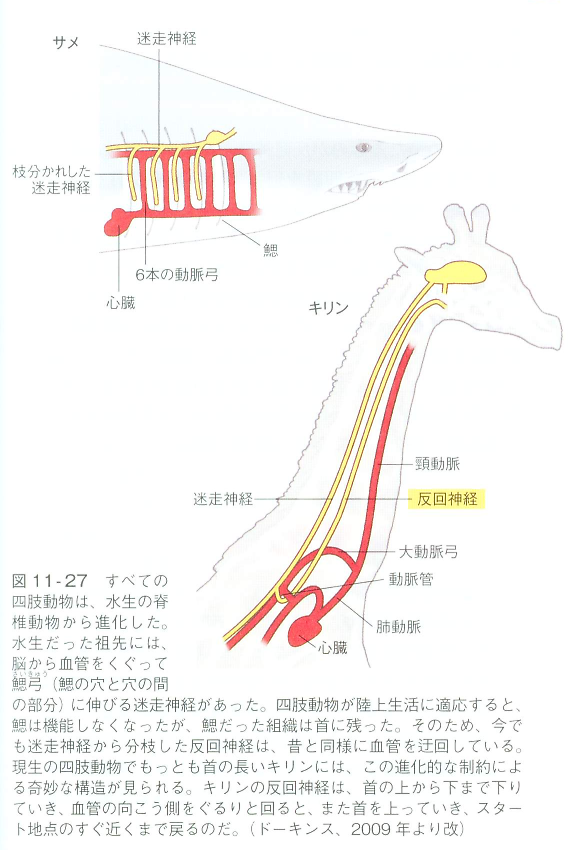 サメ
迷走神経
枝分かれした
迷走神経
鰓
6本の動脈弓
心臓
キリン
頸動脈
迷走神経
反回神経
大動脈弓
動脈管
肺動脈
心臓
図11-27 すべての
四肢動物は、水生の脊
椎動物から進化した。
水生だった祖先には、
脳から血管をくぐって
さいきゅう
鰓弓（鰓の穴と穴の間
の部分）に伸びる迷走神経があった。四肢動物が陸上生活に適応すると、
鰓は機能しなくなったが、鰓だった組織は首に残った。そのため、今で
も迷走神経から分枝した反回神経は、昔と同様に血管を迂回している。
現生の四肢動物でもっとも首の長いキリンには、この進化的な制約によ
る奇妙な構造が見られる。キリンの反回神経は、首の上から下まで下り
ていき、血管の向こう側をぐるりと回ると、また首を上っていき、スター
ト地点のすぐ近くまで戻るのだ。（ドーキンス、2009年より改）